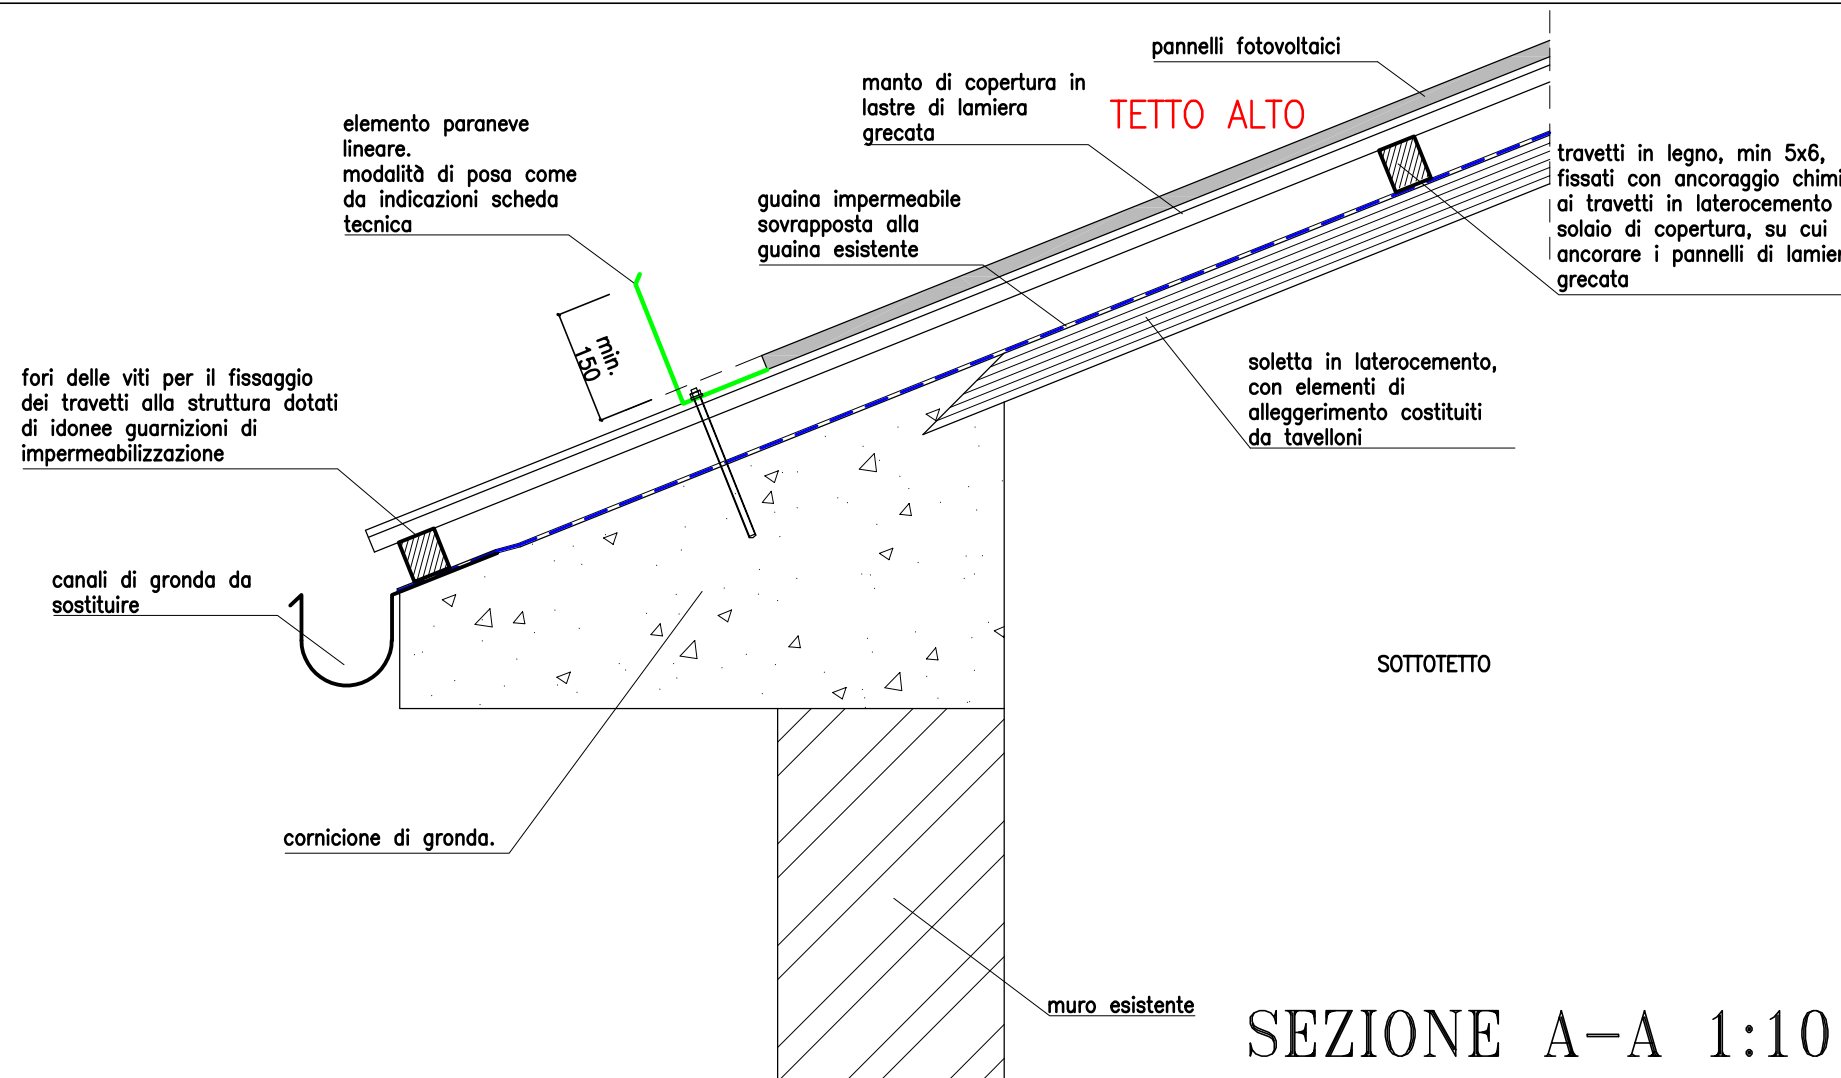 pannelli fotovoltaici
manto di copertura in
lastre di lamiera
grecata
TETTO ALTO
elemento paraneve
lineare.
modalità di posa come
da indicazioni scheda
tecnica
travetti in legno, min 5x6,
fissati con ancoraggio chimi
ai travetti in laterocemento
solaio di copertura, su cui
ancorare i pannelli di lamier
grecata
guaina impermeabile
sovrapposta alla
guaina esistente
min.
150
soletta in laterocemento,
con elementi di
alleggerimento costituiti
da tavelloni
fori delle viti per il fissaggio
dei travetti alla struttura dotati
di idonee guarnizioni di
impermeabilizzazione
canali di gronda da
sostituire
SOTTOTETTO
cornicione di gronda.
muro esistente
SEZIONE A-A 1:10